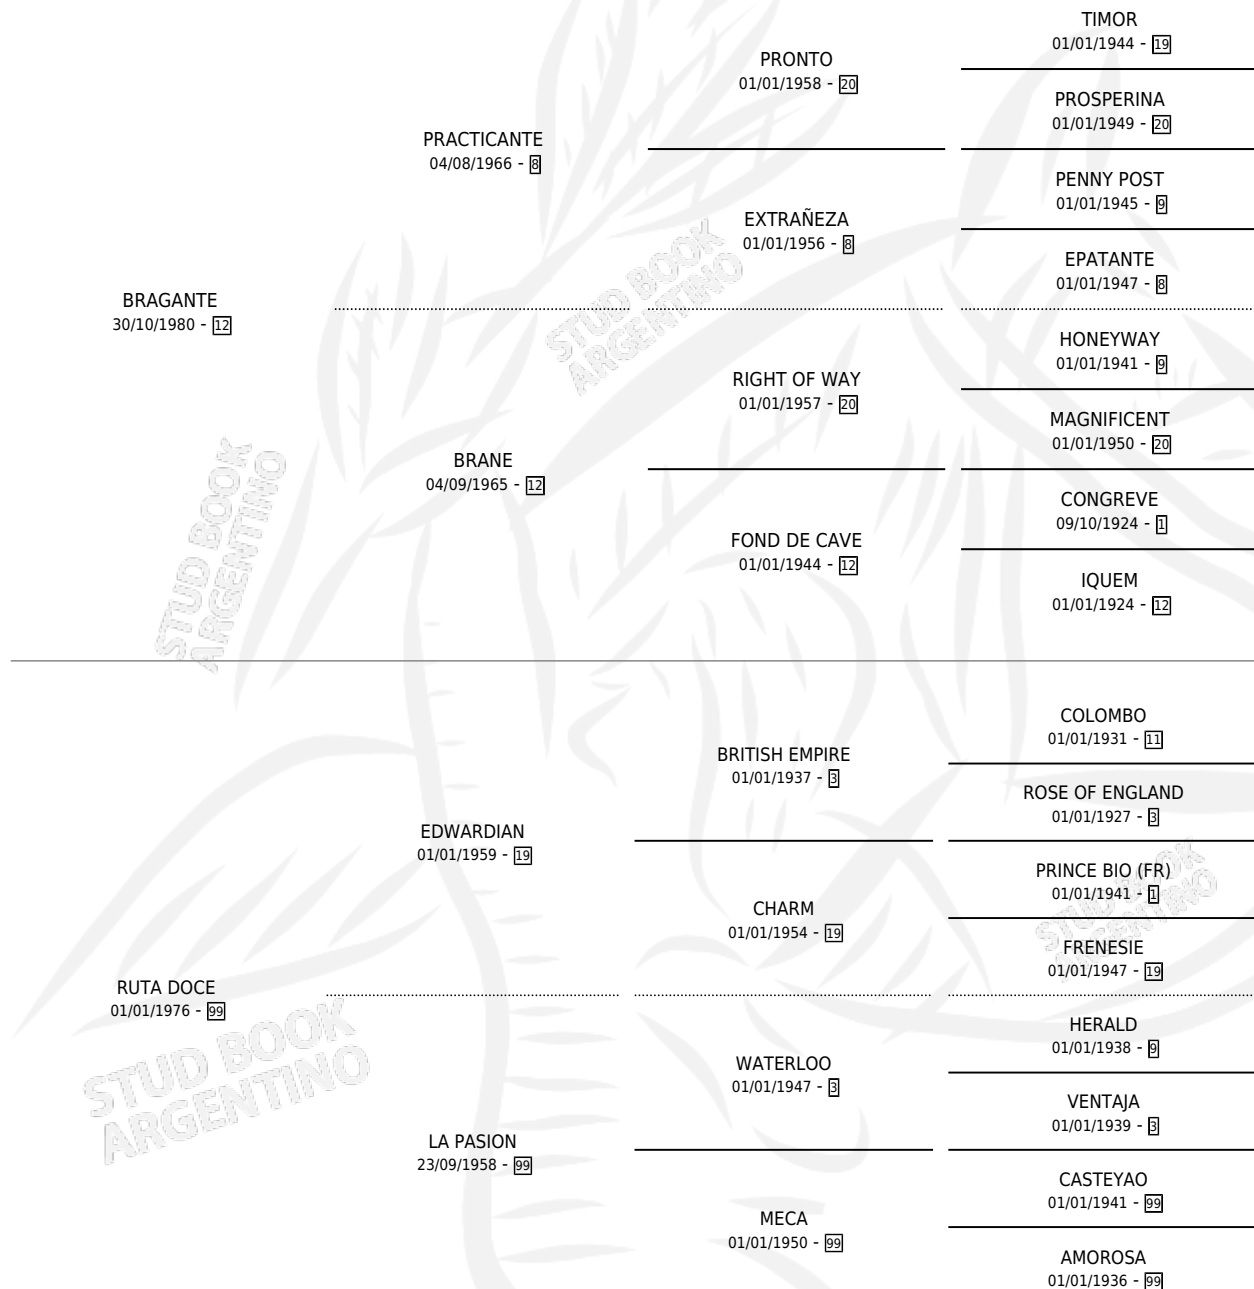 TIMOR
01/01/1944 - 19
PRONTO
01/01/1958 - 20
PROSPERINA
01/01/1949 - 20
PRACTICANTE
04/08/1966 - 8
PENNY POST
01/01/1945 - 9
EXTRAÑEZA
01/01/1956 - 8
EPATANTE
01/01/1947 - 8
BRAGANTE
30/10/1980 - 12
HONEYWAY
01/01/1941 - 9
RIGHT OF WAY
01/01/1957 - 20
MAGNIFICENT
01/01/1950 - 20
BRANE
04/09/1965 - 12
CONGREVE
09/10/1924 - 1
FOND DE CAVE
01/01/1944 - 12
IQUEM
01/01/1924 - 12
COLOMBO
01/01/1931 - 11
BRITISH EMPIRE
01/01/1937 - 3
ROSE OF ENGLAND
01/01/1927 - 3
EDWARDIAN
01/01/1959 - 19
PRINCE BIO (FR)
01/01/1941 - 1
CHARM
01/01/1954 - 19
FRENESIE
01/01/1947 - 19
RUTA DOCE
01/01/1976 - 99
HERALD
01/01/1938 - 9
WATERLOO
01/01/1947 - 3
VENTAJA
01/01/1939 - 3
LA PASION
23/09/1958 - 99
CASTEYAO
01/01/1941 - 99
MECA
01/01/1950 - 99
AMOROSA
01/01/1936 - 99
STUD BOOK
ARGENTINO
STUD BOOK
ARGENTINO
STUD BOOK
ARGENTINO
STUD BOOK
ARGENTINO